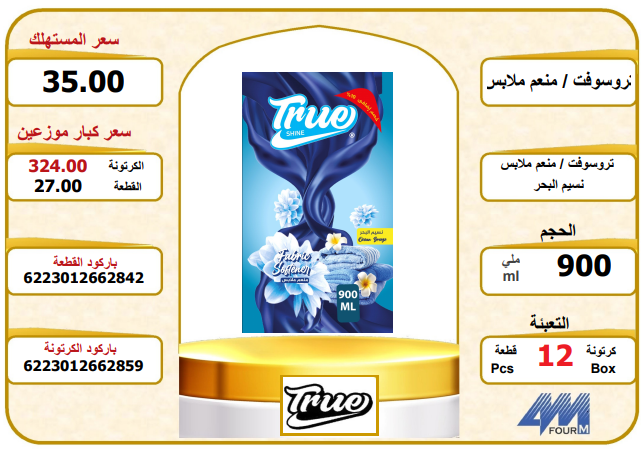 سعر المستهلك
35.00
تروسوفت / منعم ملابس
سعر كبار موزعين
الكرتونة 324.00
القطعة 27.00
تروسوفت / منعم ملابس
نسيم البحر
باركود القطعة
6223012662842
الحجم
900 ملي
ml
باركود الكرتونة
6223012662859
التعبئة
كرتونة 12 قطعة
Box Pcs
True
SHINE
نسيم البحر
Ocean Breeze
Fabric
Softener
منعم ملابس
900
ML
True
4M
FOUR M